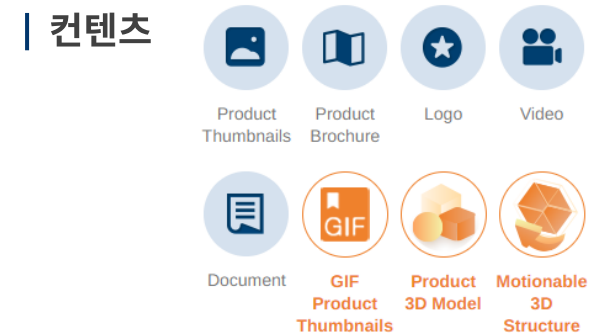 컨텐츠
Product
Thumbnails
Product
Brochure
Logo
Video
Document
GIF
GIF
Product
Thumbnails
Product
3D Model
Motionable
3D
Structure